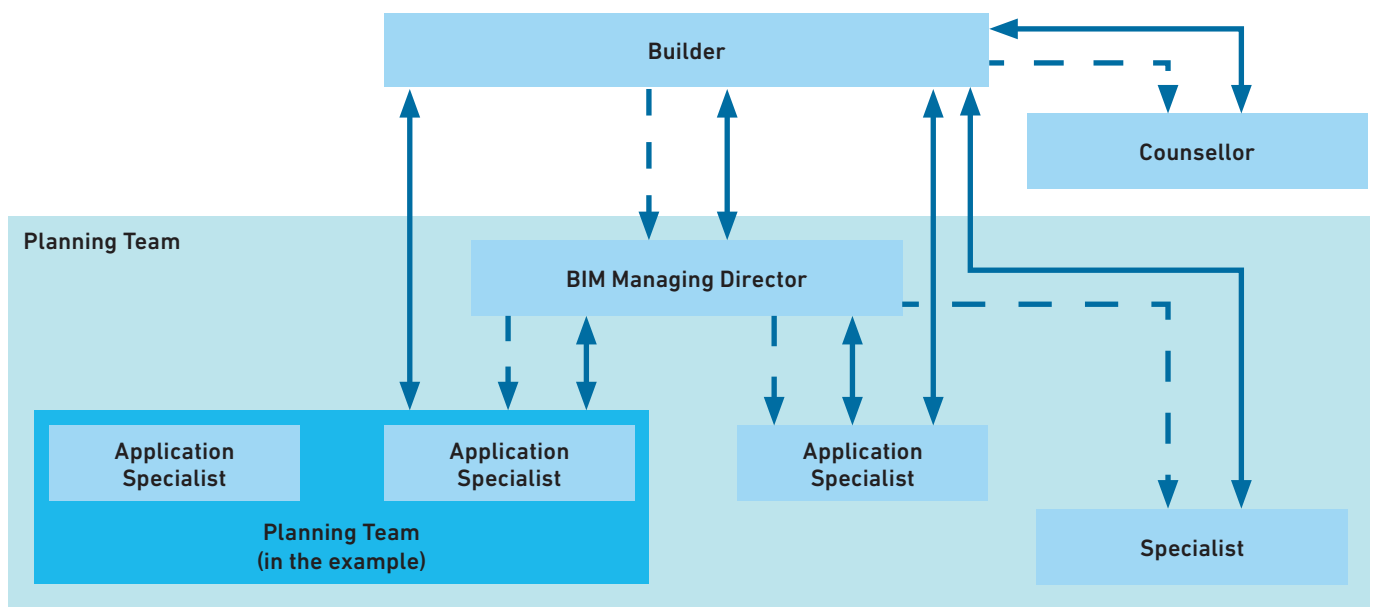 Builder
Counsellor
Planning Team
BIM Managing Director
Application
Specialist
Application
Specialist
Application
Specialist
Planning Team
(in the example)
Specialist